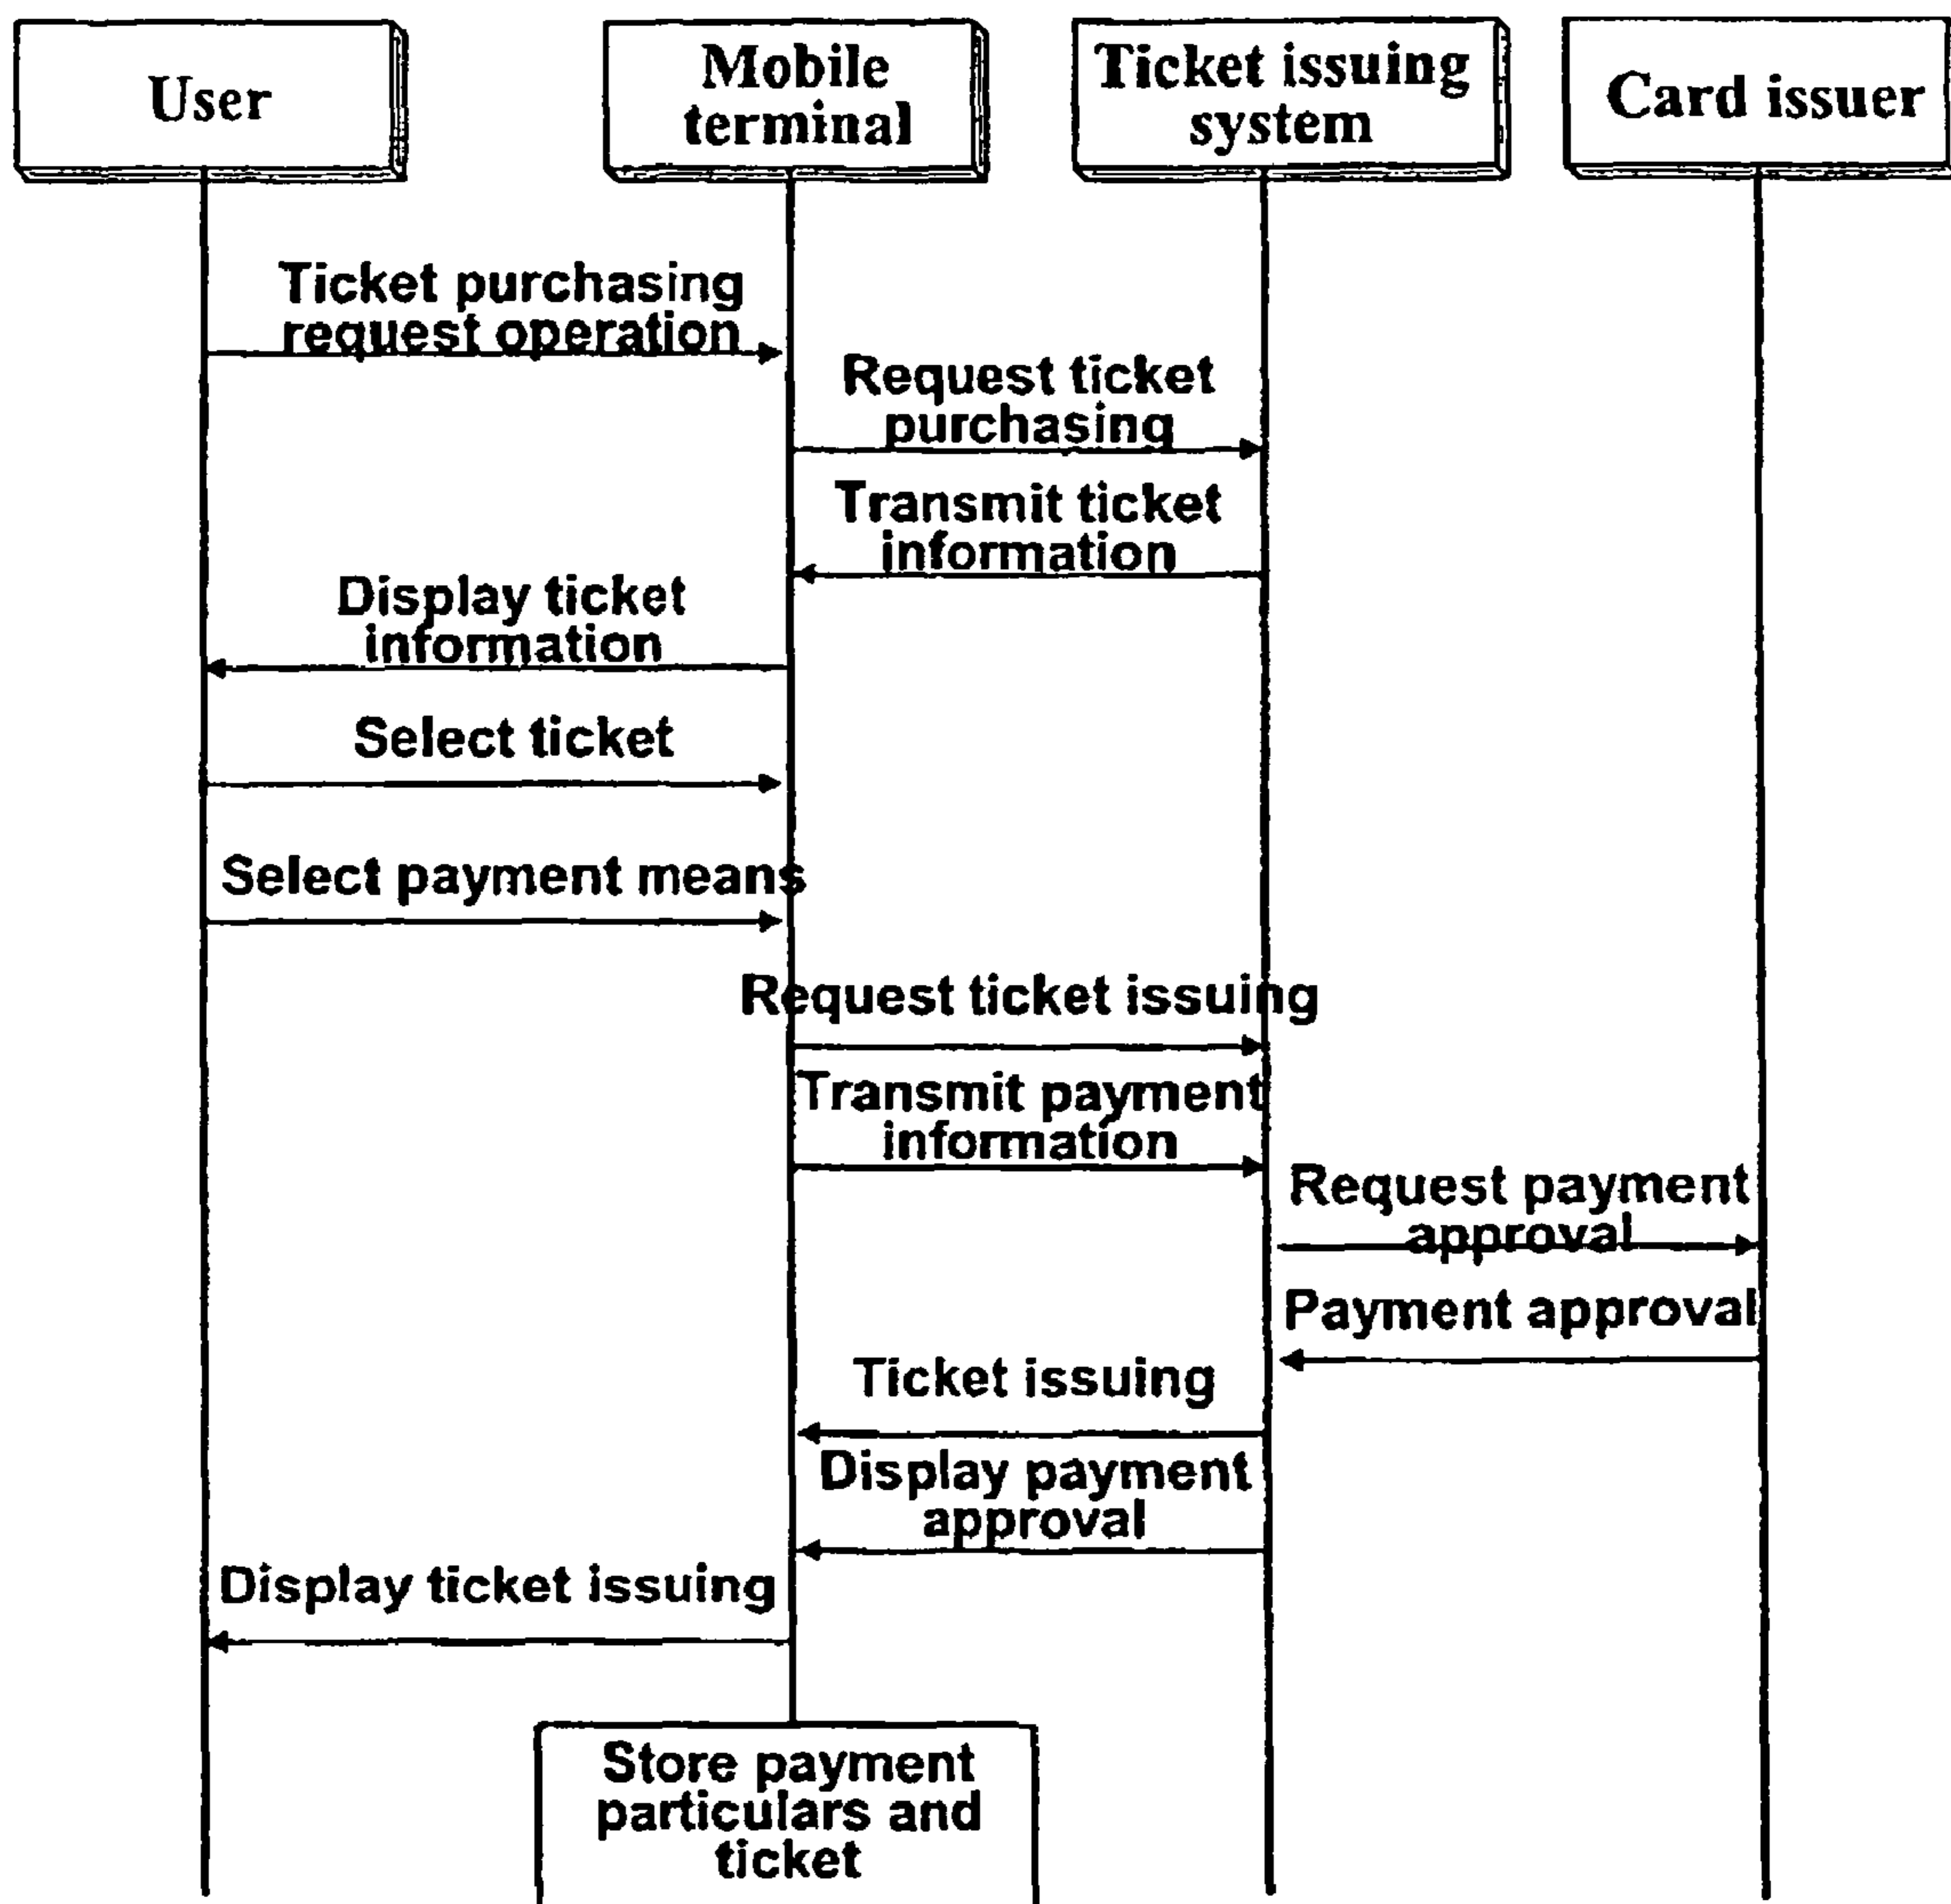 User
Mobile
terminal
Ticket issuing
system
Card issuer
Ticket purchasing
request operation
Request ticket
purchasing
Transmit ticket
information
Display ticket
information
Select ticket
Select payment means
Request ticket issuing
Transmit payment
information
Request payment
approval
Payment approval
Ticket issuing
Display payment
approval
Display ticket issuing
Store payment
particulars and
ticket